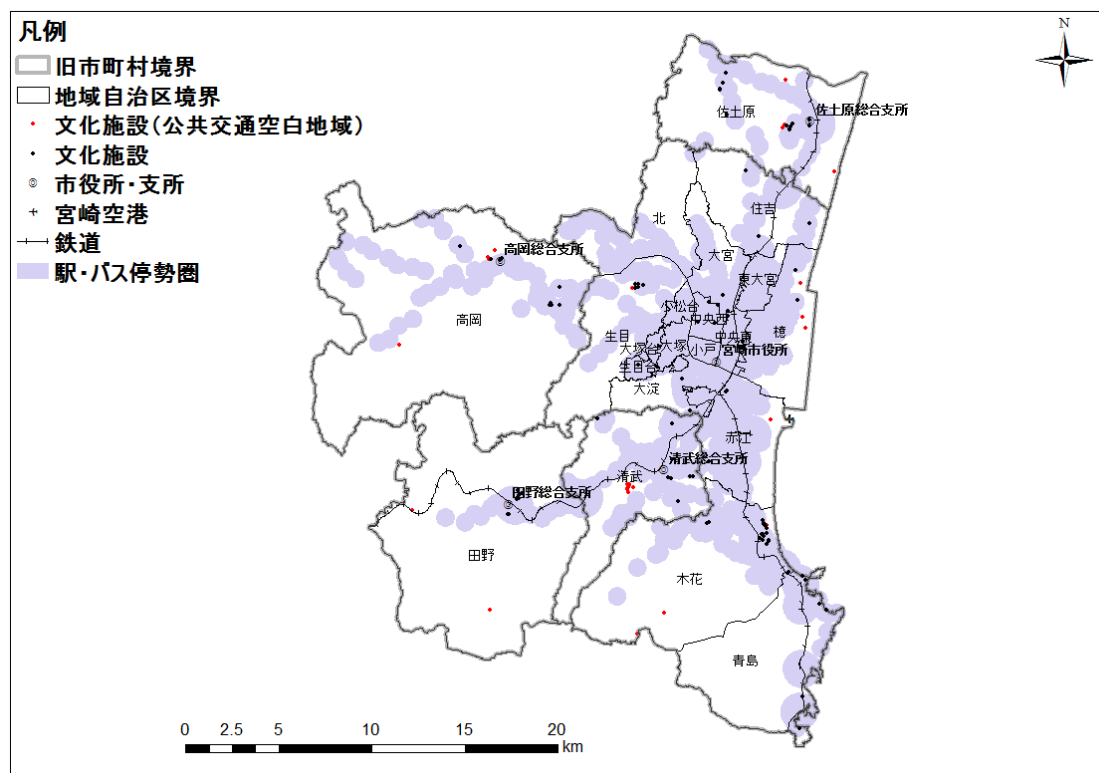 凡例
旧市町村境界
地域自治区境界
文化施設(公共交通空白地域)
文化施設
市役所・支所
宮崎空港
鉄道
駅・バス停勢圏
N
佐土原
佐土原総合支所
住吉
北
大宮
高岡総合支所
東大宮
小松台
中央西
高岡
中央東
檍
生目
大塚台
大塚
小戸
宮崎市役所
生目台
大淀
赤江
清武総合支所
清武
田野総合支所
田野
木花
青島
0 2.5 5 10 15 20
km